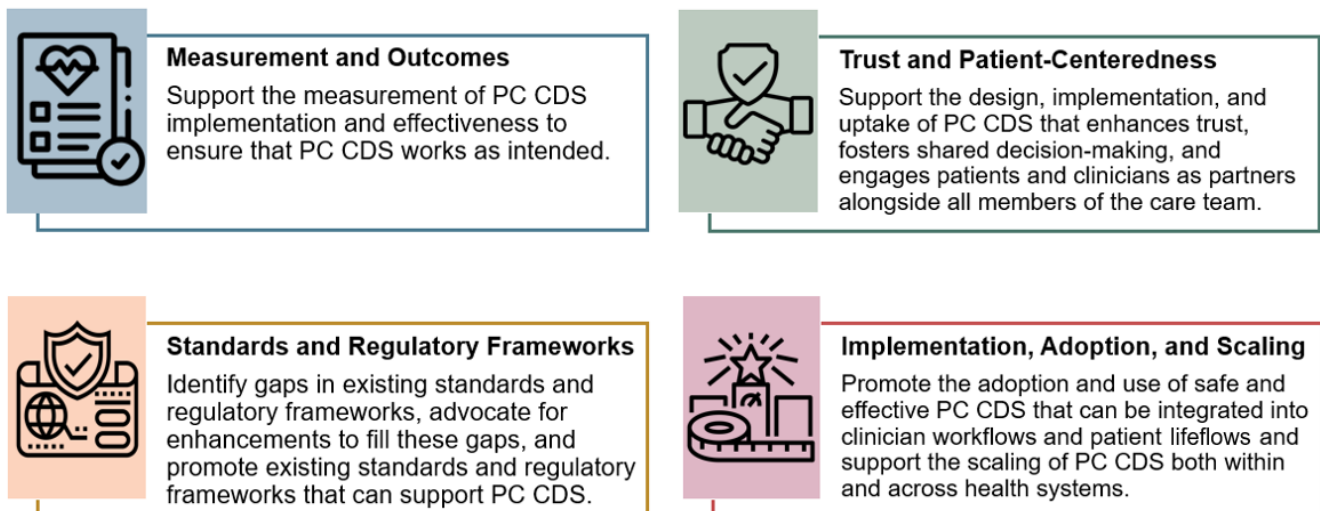 Measurement and Outcomes
Support the measurement of PC CDS
implementation and effectiveness to
ensure that PC CDS works as intended.
Trust and Patient-Centeredness
Support the design, implementation, and
uptake of PC CDS that enhances trust,
fosters shared decision-making, and
engages patients and clinicians as partners
alongside all members of the care team.
Standards and Regulatory Frameworks
Identify gaps in existing standards and
regulatory frameworks, advocate for
enhancements to fill these gaps, and
promote existing standards and regulatory
frameworks that can support PC CDS.
Implementation, Adoption, and Scaling
Promote the adoption and use of safe and
effective PC CDS that can be integrated into
clinician workflows and patient lifeflows and
support the scaling of PC CDS both within
and across health systems.